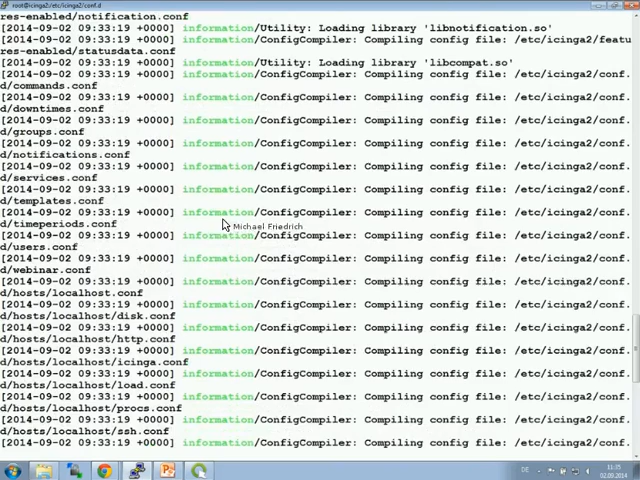 root@icinga2:/etc/icinga2/conf.d
res-enabled/notification.conf
[2014-09-02 09:33:19 +0000] information/Utility: Loading library 'libnotification.so'
[2014-09-02 09:33:19 +0000] information/ConfigCompiler: Compiling config file: /etc/icinga2/featu
res-enabled/statusdata.conf
[2014-09-02 09:33:19 +0000] information/Utility: Loading library 'libcompat.so'
[2014-09-02 09:33:19 +0000] information/ConfigCompiler: Compiling config file: /etc/icinga2/conf.
d/commands.conf
[2014-09-02 09:33:19 +0000] information/ConfigCompiler: Compiling config file: /etc/icinga2/conf.
d/downtimes.conf
[2014-09-02 09:33:19 +0000] information/ConfigCompiler: Compiling config file: /etc/icinga2/conf.
d/groups.conf
[2014-09-02 09:33:19 +0000] information/ConfigCompiler: Compiling config file: /etc/icinga2/conf.
d/notifications.conf
[2014-09-02 09:33:19 +0000] information/ConfigCompiler: Compiling config file: /etc/icinga2/conf.
d/services.conf
[2014-09-02 09:33:19 +0000] information/ConfigCompiler: Compiling config file: /etc/icinga2/conf.
d/templates.conf
[2014-09-02 09:33:19 +0000] information/ConfigCompiler: Compiling config file: /etc/icinga2/conf.
d/timeperiods.conf
Michael Friedrich
[2014-09-02 09:33:19 +0000] information/ConfigCompiler: Compiling config file: /etc/icinga2/conf.
d/users.conf
[2014-09-02 09:33:19 +0000] information/ConfigCompiler: Compiling config file: /etc/icinga2/conf.
d/webinar.conf
[2014-09-02 09:33:19 +0000] information/ConfigCompiler: Compiling config file: /etc/icinga2/conf.
d/hosts/localhost.conf
[2014-09-02 09:33:19 +0000] information/ConfigCompiler: Compiling config file: /etc/icinga2/conf.
d/hosts/localhost/disk.conf
[2014-09-02 09:33:19 +0000] information/ConfigCompiler: Compiling config file: /etc/icinga2/conf.
d/hosts/localhost/http.conf
[2014-09-02 09:33:19 +0000] information/ConfigCompiler: Compiling config file: /etc/icinga2/conf.
d/hosts/localhost/icinga.conf
[2014-09-02 09:33:19 +0000] information/ConfigCompiler: Compiling config file: /etc/icinga2/conf.
d/hosts/localhost/load.conf
[2014-09-02 09:33:19 +0000] information/ConfigCompiler: Compiling config file: /etc/icinga2/conf.
d/hosts/localhost/procs.conf
[2014-09-02 09:33:19 +0000] information/ConfigCompiler: Compiling config file: /etc/icinga2/conf.
d/hosts/localhost/ssh.conf
[2014-09-02 09:33:19 +0000] information/ConfigCompiler: Compiling config file: /etc/icinga2/conf.
DE
11:35
02.09.2014